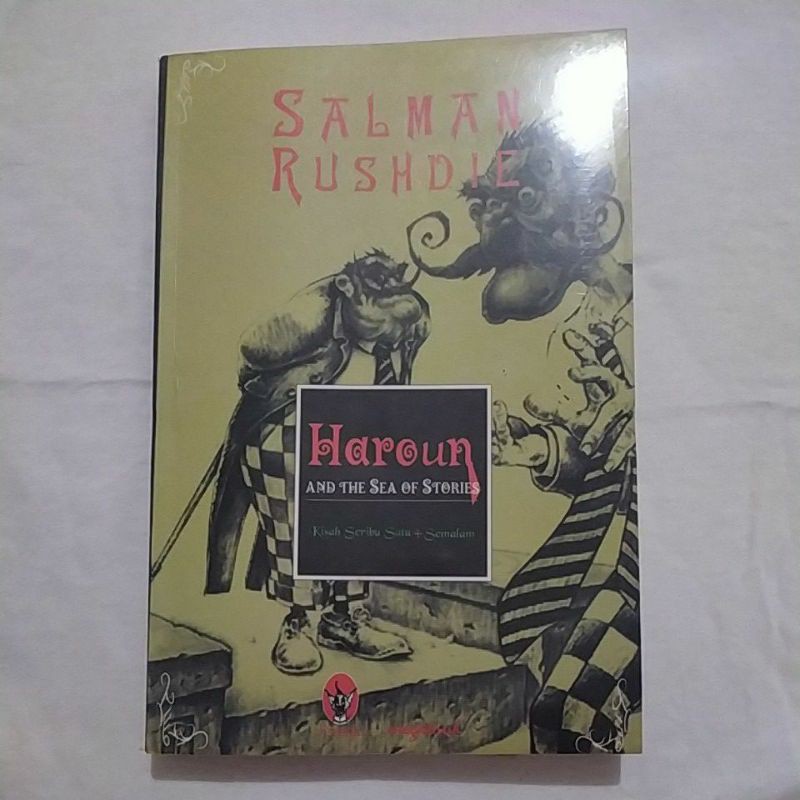 SALMAN
RUSHDIE
Haroun
AND THE SEA OF STORIES
Kisah Seribu Satu + Semalam